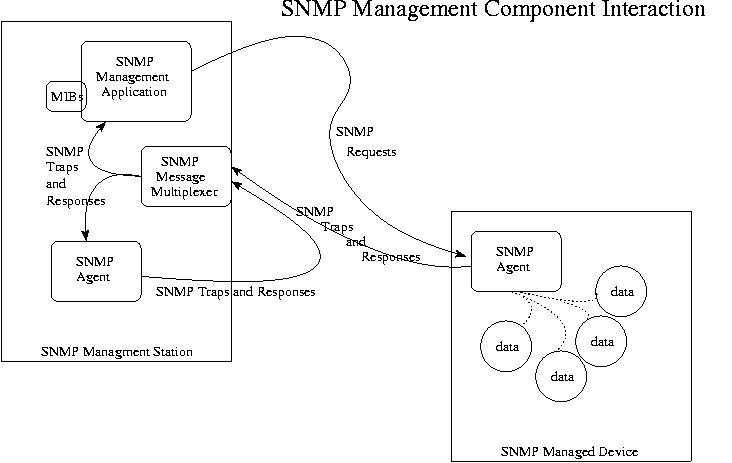 SNMP Management Component Interaction
SNMP
Management
Application
MIBs
SNMP
Requests
SNMP
Traps
and
Responses
SNMP
Message
Multiplexer
SNMP
Traps
and
Responses
SNMP
Agent
SNMP Traps and Responses
SNMP Managment Station
SNMP
Agent
data
data
data
data
SNMP Managed Device